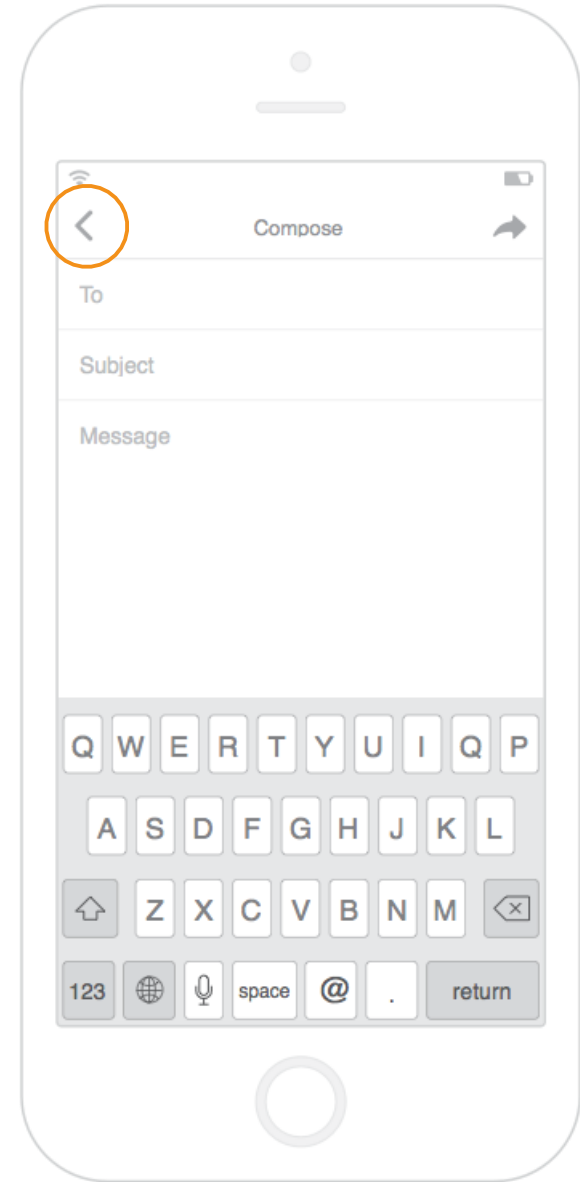 Compose
To
Subject
Message
Q W E R T Y U I Q P
A S D F G H J K L
Z X C V B N M
123 space @ . return